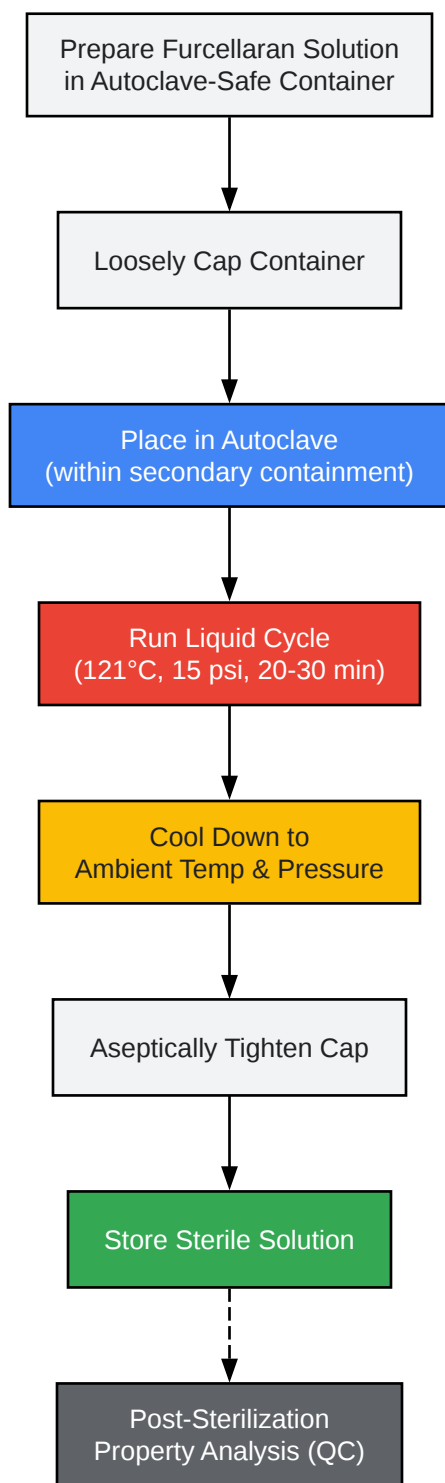 Prepare Furcellaran Solution
in Autoclave-Safe Container
Loosely Cap Container
Place in Autoclave
(within secondary containment)
Run Liquid Cycle
(121°C, 15 psi, 20-30 min)
Cool Down to
Ambient Temp & Pressure
Aseptically Tighten Cap
Store Sterile Solution
Post-Sterilization
Property Analysis (QC)